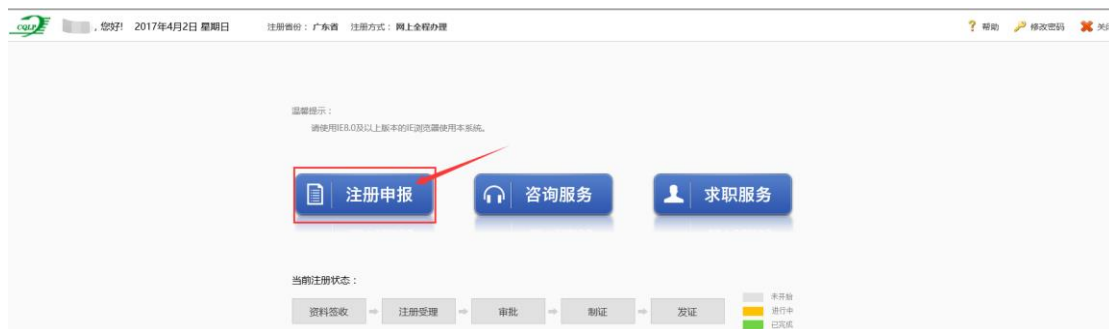 CQLP ，您好! 2017年4月2日 星期日 注册省份：广东省 注册方式：网上全程办理 ? 帮助 修改密码
温馨提示：
请使用IE8.0及以上版本的IE浏览器使用本系统。
注册申报 咨询服务 求职服务
当前注册状态：
资料签收 注册受理 审批 制证 发证
未开始
进行中
已完成